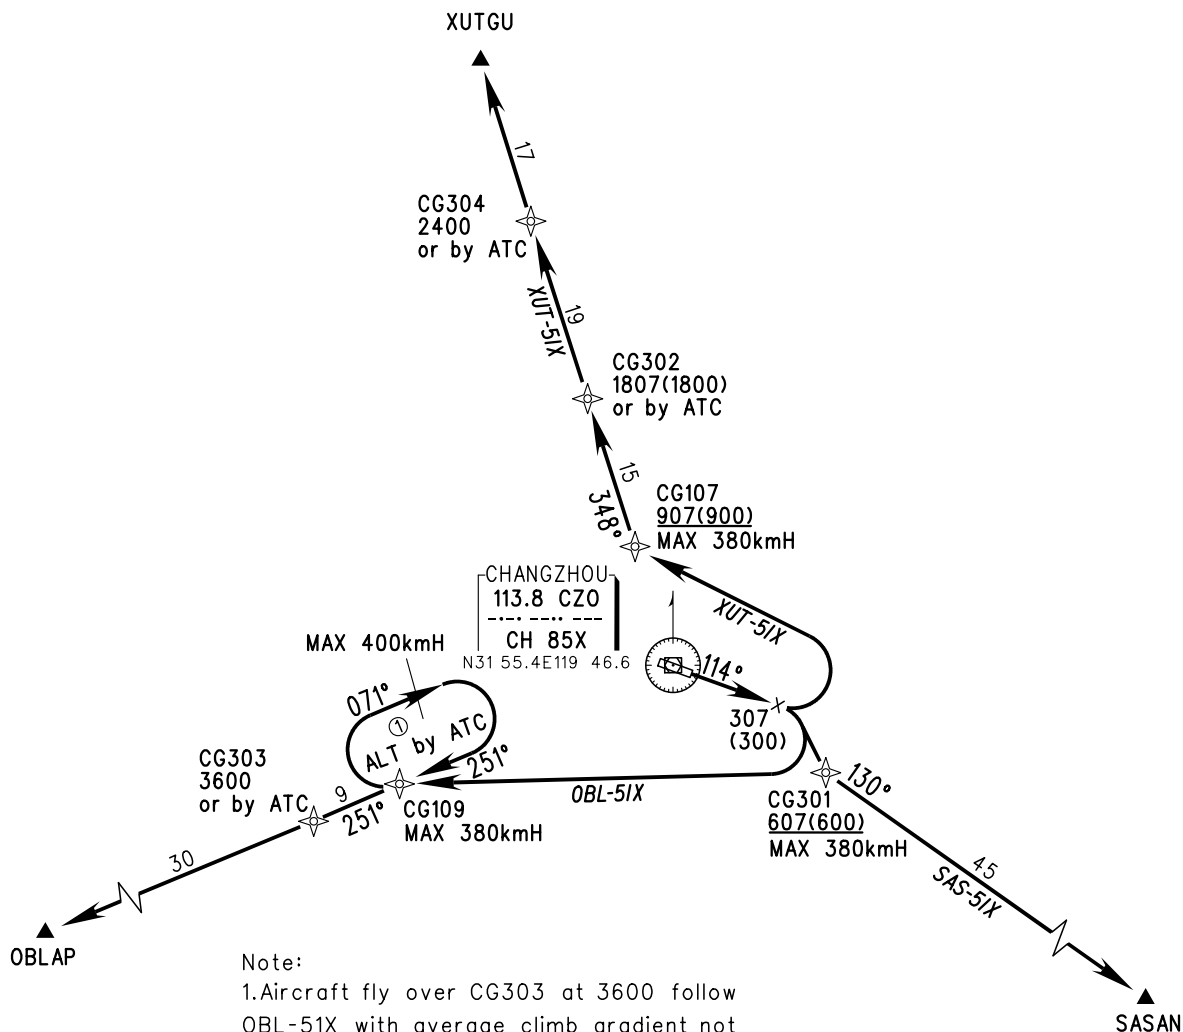 XUTGU
17
CG304
2400
or by ATC
19
XUT-51X
CG302
1807(1800)
or by ATC
15
348°
CG107
907(900)
MAX 380kmH
CHANGZHOU
113.8 CZO
CH 85X
N31 55.4E119 46.6
XUT-51X
114°
307
(300)
MAX 400kmH
071°
1
ALT by ATC
251°
CG303
3600
or by ATC
9
251°
CG109
MAX 380kmH
OBL-51X
CG301
607(600)
MAX 380kmH
130°
45
SAS-51X
30
OBLAP
SASAN
Note:
1.Aircraft fly over CG303 at 3600 follow
OBL-51X with average climb gradient not